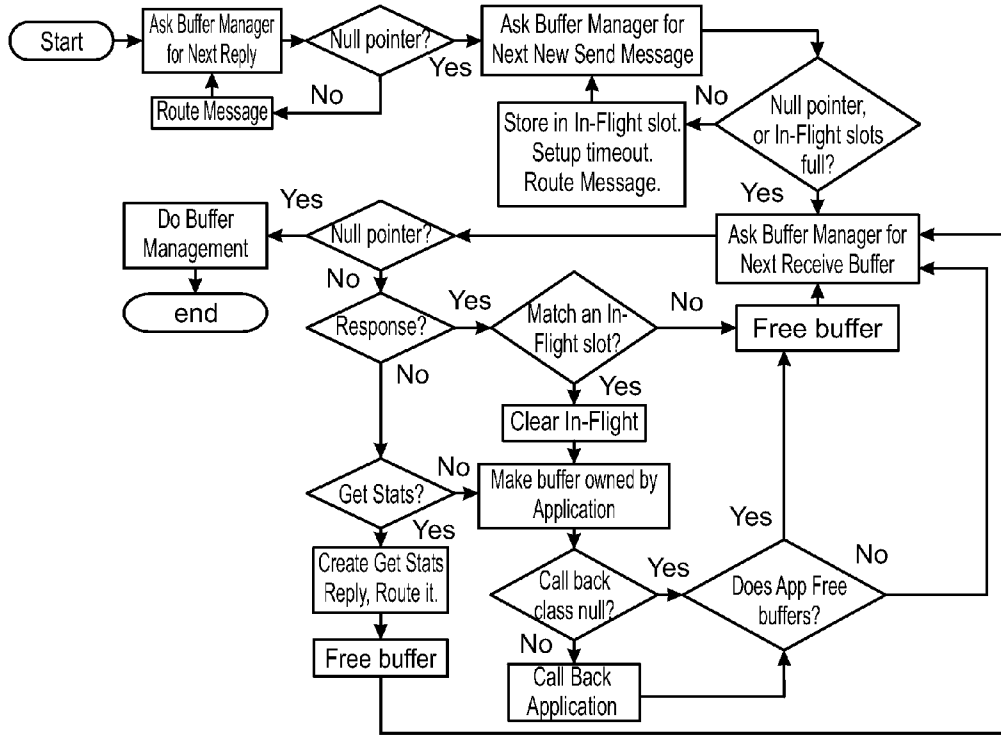 Start
Ask Buffer Manager
for Next Reply
Null pointer?
Yes
No
Route Message
Ask Buffer Manager for
Next New Send Message
No
Null pointer,
or In-Flight slots
full?
Store in In-Flight slot.
Setup timeout.
Route Message.
Yes
Ask Buffer Manager for
Next Receive Buffer
Null pointer?
Yes
Do Buffer
Management
end
No
Response?
Yes
Match an In-
Flight slot?
No
Free buffer
Yes
Clear In-Flight
No
Get Stats?
No
Make buffer owned by
Application
Yes
Create Get Stats
Reply, Route it.
Free buffer
Call back
class null?
Yes
Does App Free
buffers?
Yes
No
No
Call Back
Application